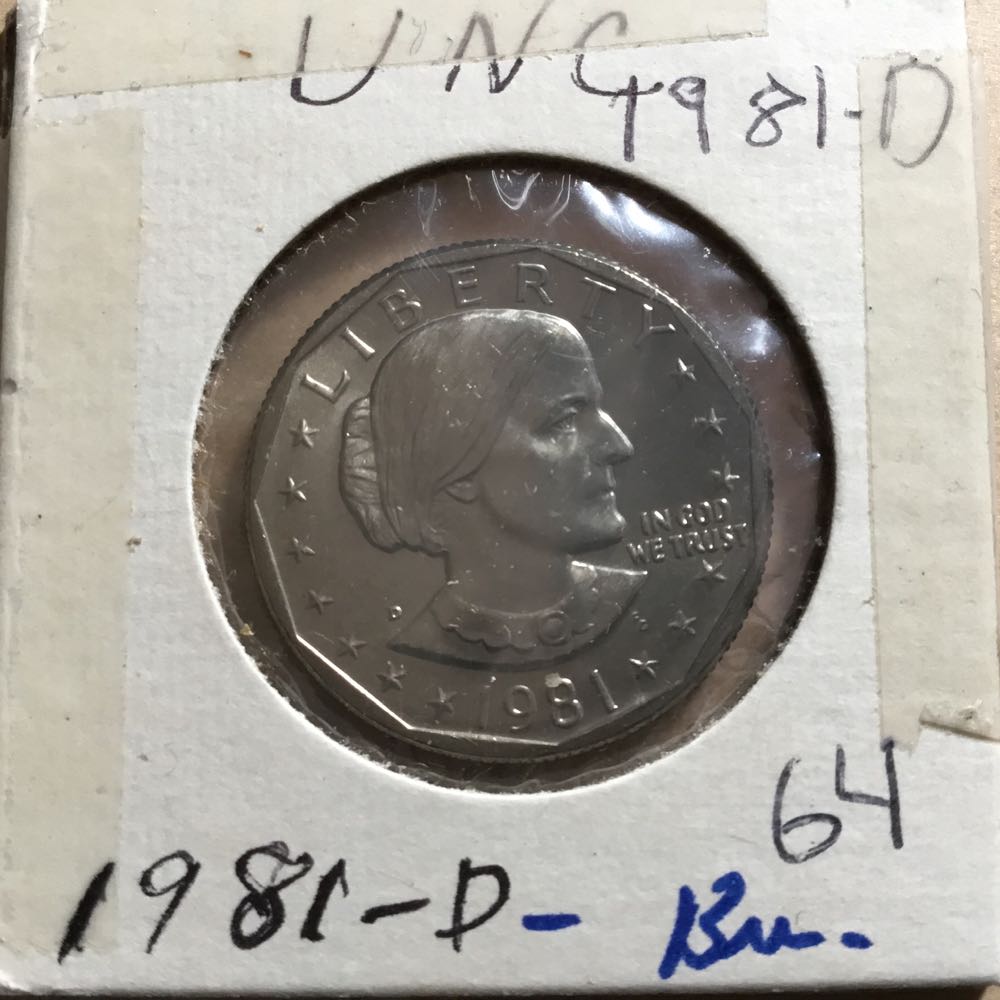 UNC
1981-D
LIBERTY
IN GOD
WE TRUST
D
1981
64
1981-D- Bu.